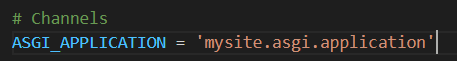 # Channels
ASGI_APPLICATION = 'mysite.asgi.application'